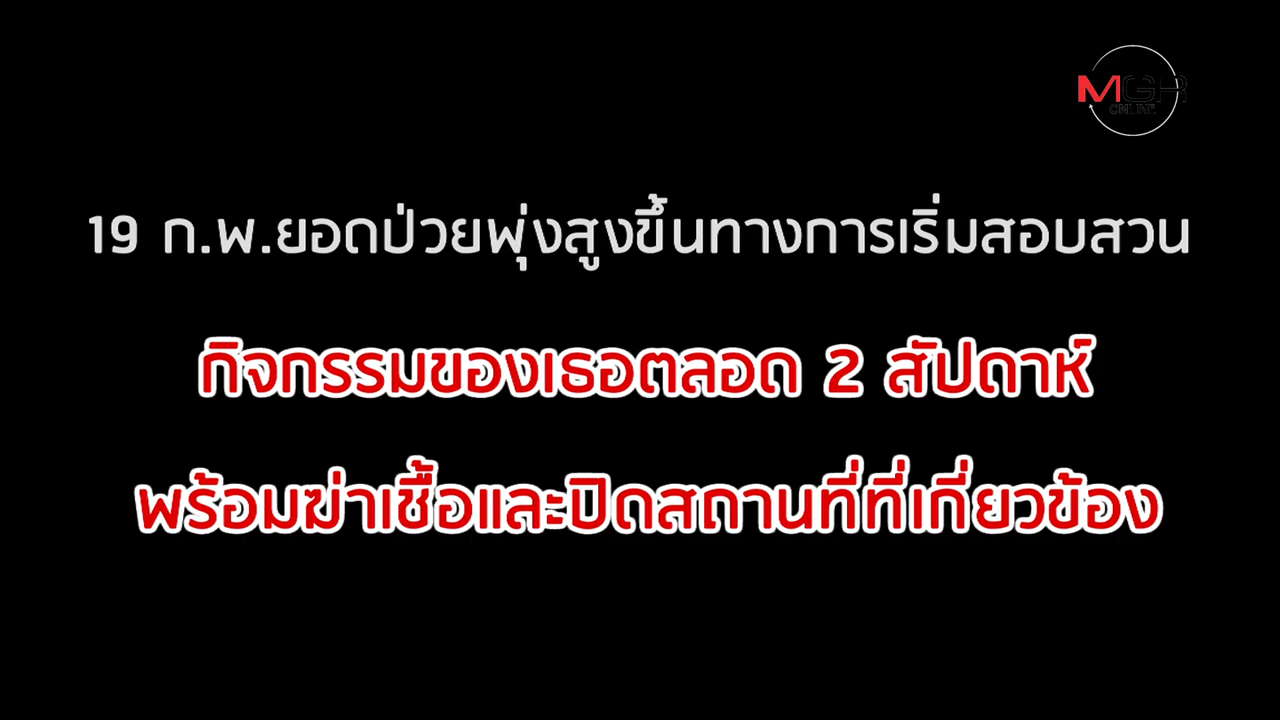 MGR
ONLINE
19 ก.พ.ยอดป่วยพุ่งสูงขึ้นทางการเริ่มสอบสวน
กิจกรรมของเธอตลอด 2 สัปดาห์
พร้อมฆ่าเชื้อและปิดสถานที่ที่เกี่ยวข้อง